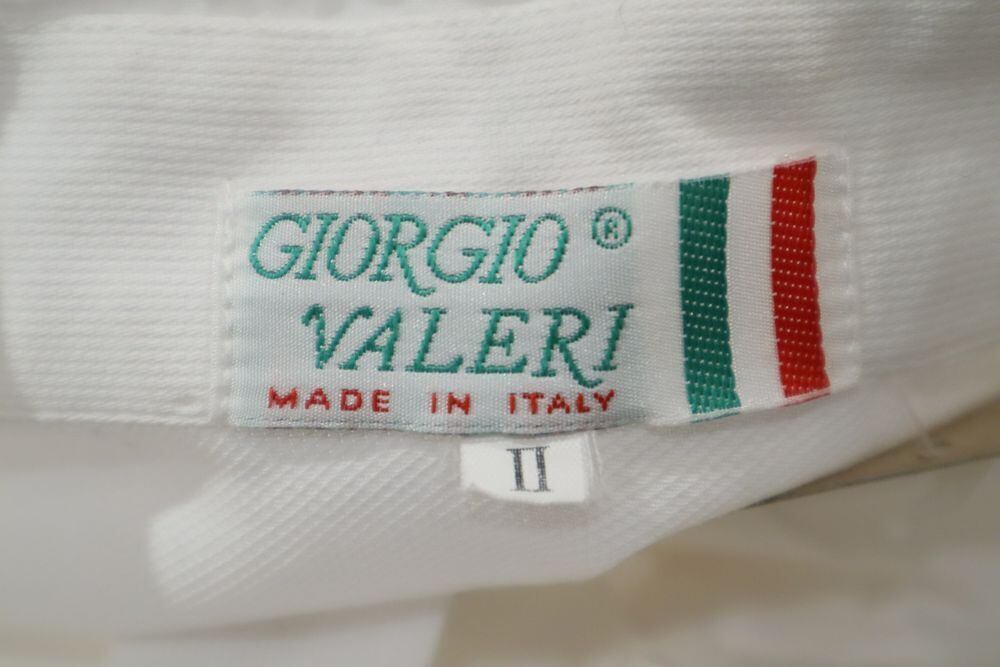 GIORGIO ®
VALERI
MADE IN ITALY
II